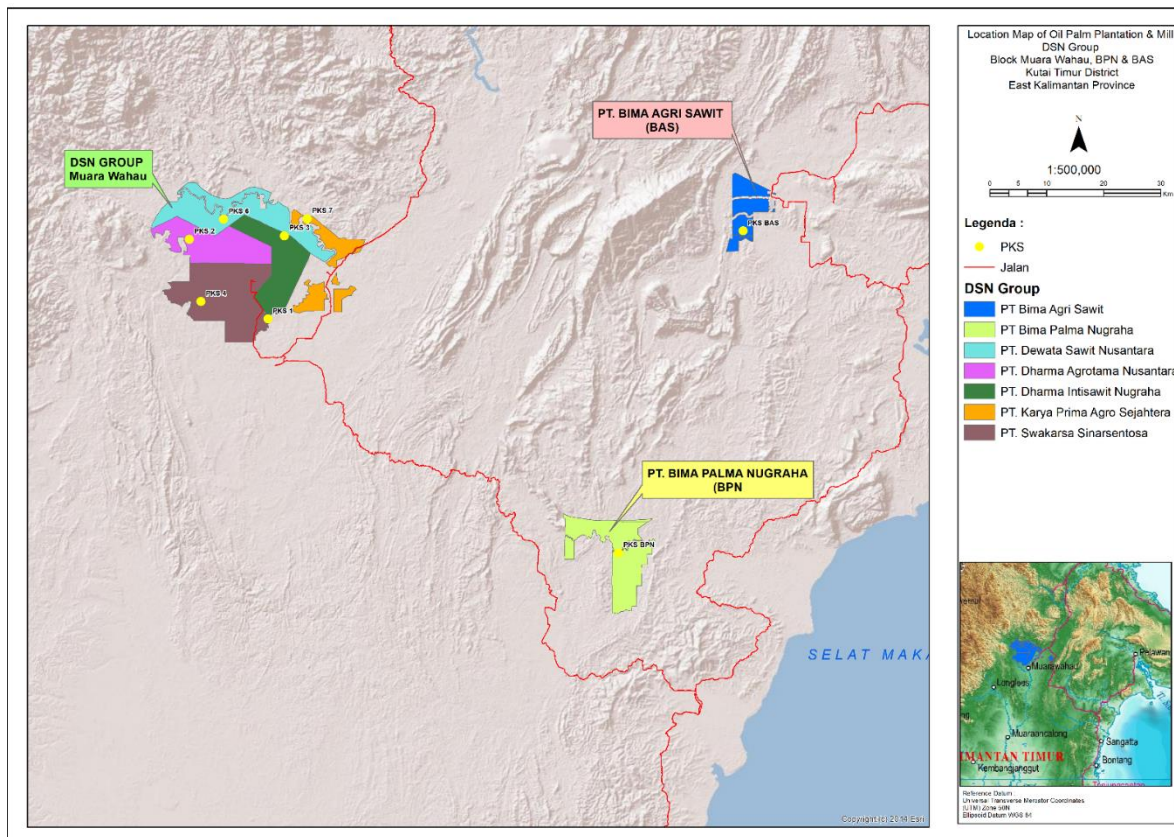 Location Map of Oil Palm Plantation & Mill
DSN Group
Block Muara Wahau, BPN & BAS
Kutai Timur District
East Kalimantan Province
N
1:500,000
0 5 10 20 30
Km
Legenda :
PKS
Jalan
DSN Group
PT Bima Agri Sawit
PT Bima Palma Nugraha
PT. Dewata Sawit Nusantara
PT. Dharma Agrotama Nusantara
PT. Dharma Intisawit Nugraha
PT. Karya Prima Agro Sejahtera
PT. Swakarsa Sinarsentosa
PT. BIMA AGRI SAWIT
(BAS)
PKS BAS
DSN GROUP
Muara Wahau
PKS 6
PKS 7
PKS 2
PKS 3
PKS 4
PKS 1
PT. BIMA PALMA NUGRAHA
(BPN
PKS BPN
SELAT MAKA
Copyright (c) 2014 Esri
Muarawahau
Pelawan
Longlees
Muaraancalong
Sangatta
IMANTAN TIMUR
Bontang
Kembangjanggut
Reference Datum :
Universal Transverse Mercator Coordinates
(UTM) Zone 50N
Ellipsoid Datum WGS 84